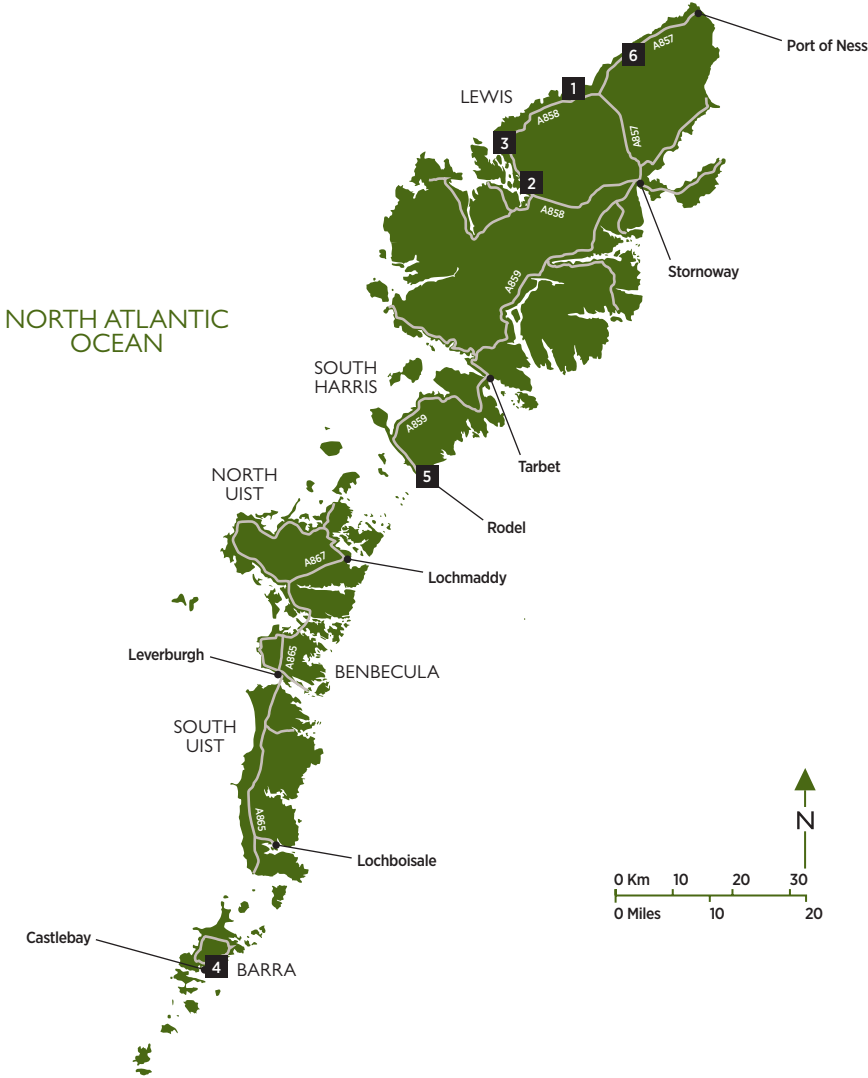 Port of Ness
A857
6
1
LEWIS
A858
A857
3
2
A858
Stornoway
A859
NORTH ATLANTIC
OCEAN
SOUTH
HARRIS
A859
Tarbet
5
NORTH
UIST
Rodel
A867
Lochmaddy
Leverburgh
A865
BENBECULA
SOUTH
UIST
A865
N
Lochboisale
0 Km 10 20 30
0 Miles 10 20
Castlebay
4
BARRA